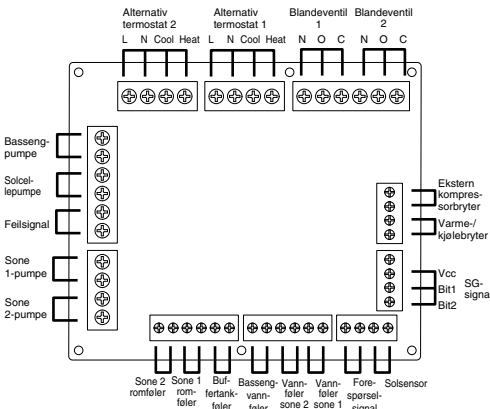 Alternativ Alternativ Blandeventil Blandeventil
termostat 2 termostat 1 1 2
L N Cool Heat L N Cool Heat N O C N O C
Basseng-
pumpe
Solcel-
lepumpe
Feilsignal
Sone
1-pumpe
Sone
2-pumpe
Ekstern
kompres-
sorbryter
Varme-/
kjølebryter
Vcc
Bit1
Bit2
SG-
signa
Sone 2
romføler
Sone 1
rom-
føler
Buf-
fertank-
føler
Basseng-
vann-
føler
Vann-
føler
sone 2
Vann-
føler
sone 1
Fore-
spørsel-
signal
Solsensor